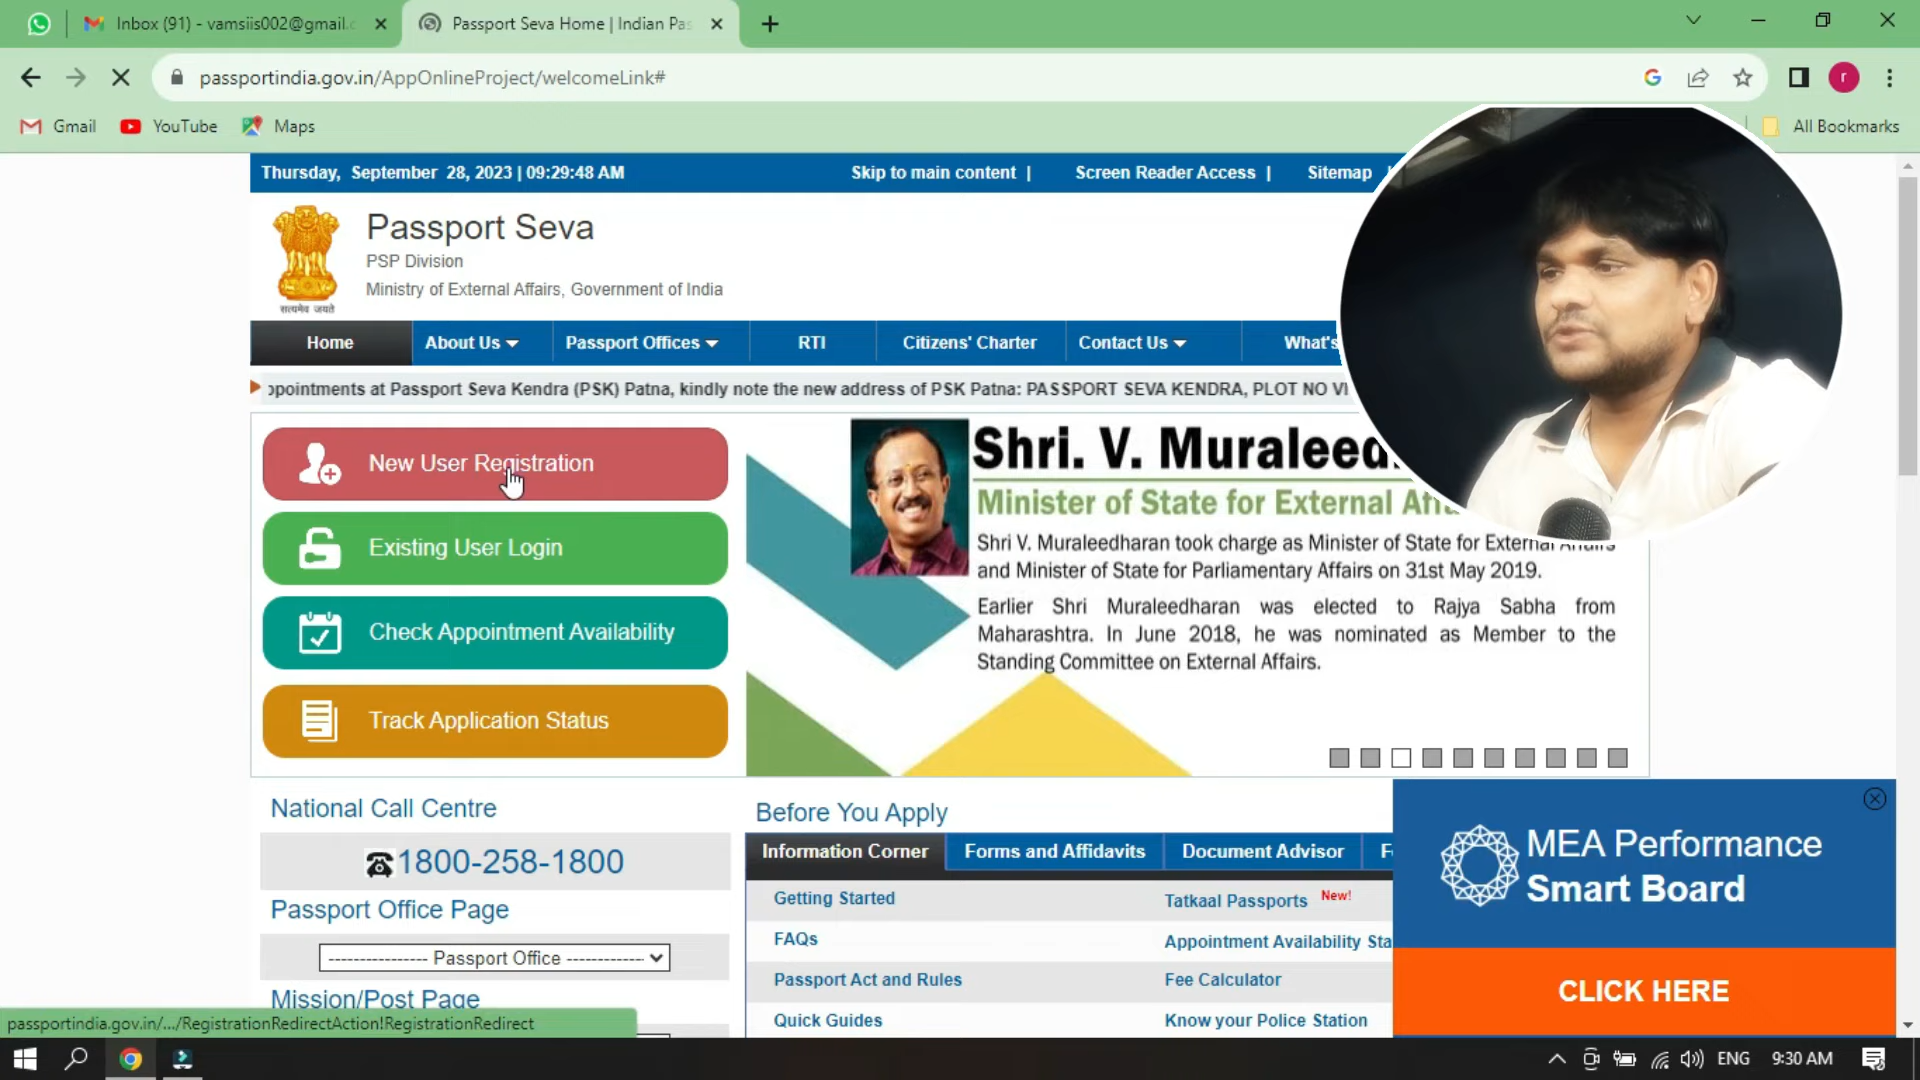 Inbox (91) - vamsiis002@gmail.c
Passport Seva Home | Indian Pas
passportindia.gov.in/AppOnlineProject/welcomeLink#
r
Gmail
YouTube
Maps
All Bookmarks
Thursday, September 28, 2023 | 09:29:48 AM
Skip to main content |
Screen Reader Access |
Sitemap
Passport Seva
PSP Division
Ministry of External Affairs, Government of India
सत्यमेव जयते
Home
About Us
Passport Offices
RTI
Citizens' Charter
Contact Us
What's
ppointments at Passport Seva Kendra (PSK) Patna, kindly note the new address of PSK Patna: PASSPORT SEVA KENDRA, PLOT NO VI
New User Registration
Existing User Login
Check Appointment Availability
Track Application Status
Shri. V. Muraleed
Minister of State for External Aff
Shri V. Muraleedharan took charge as Minister of State for External Affairs
and Minister of State for Parliamentary Affairs on 31st May 2019.
Earlier Shri Muraleedharan was elected to Rajya Sabha from
Maharashtra. In June 2018, he was nominated as Member to the
Standing Committee on External Affairs.
National Call Centre
1800-258-1800
Passport Office Page
---------------- Passport Office ------------
Mission/Post Page
Before You Apply
Information Corner
Forms and Affidavits
Document Advisor
F
Getting Started
Tatkaal Passports New!
FAQs
Appointment Availability Sta
Passport Act and Rules
Fee Calculator
Quick Guides
Know your Police Station
MEA Performance
Smart Board
CLICK HERE
passportindia.gov.in/.../RegistrationRedirectAction!RegistrationRedirect
ENG
9:30 AM